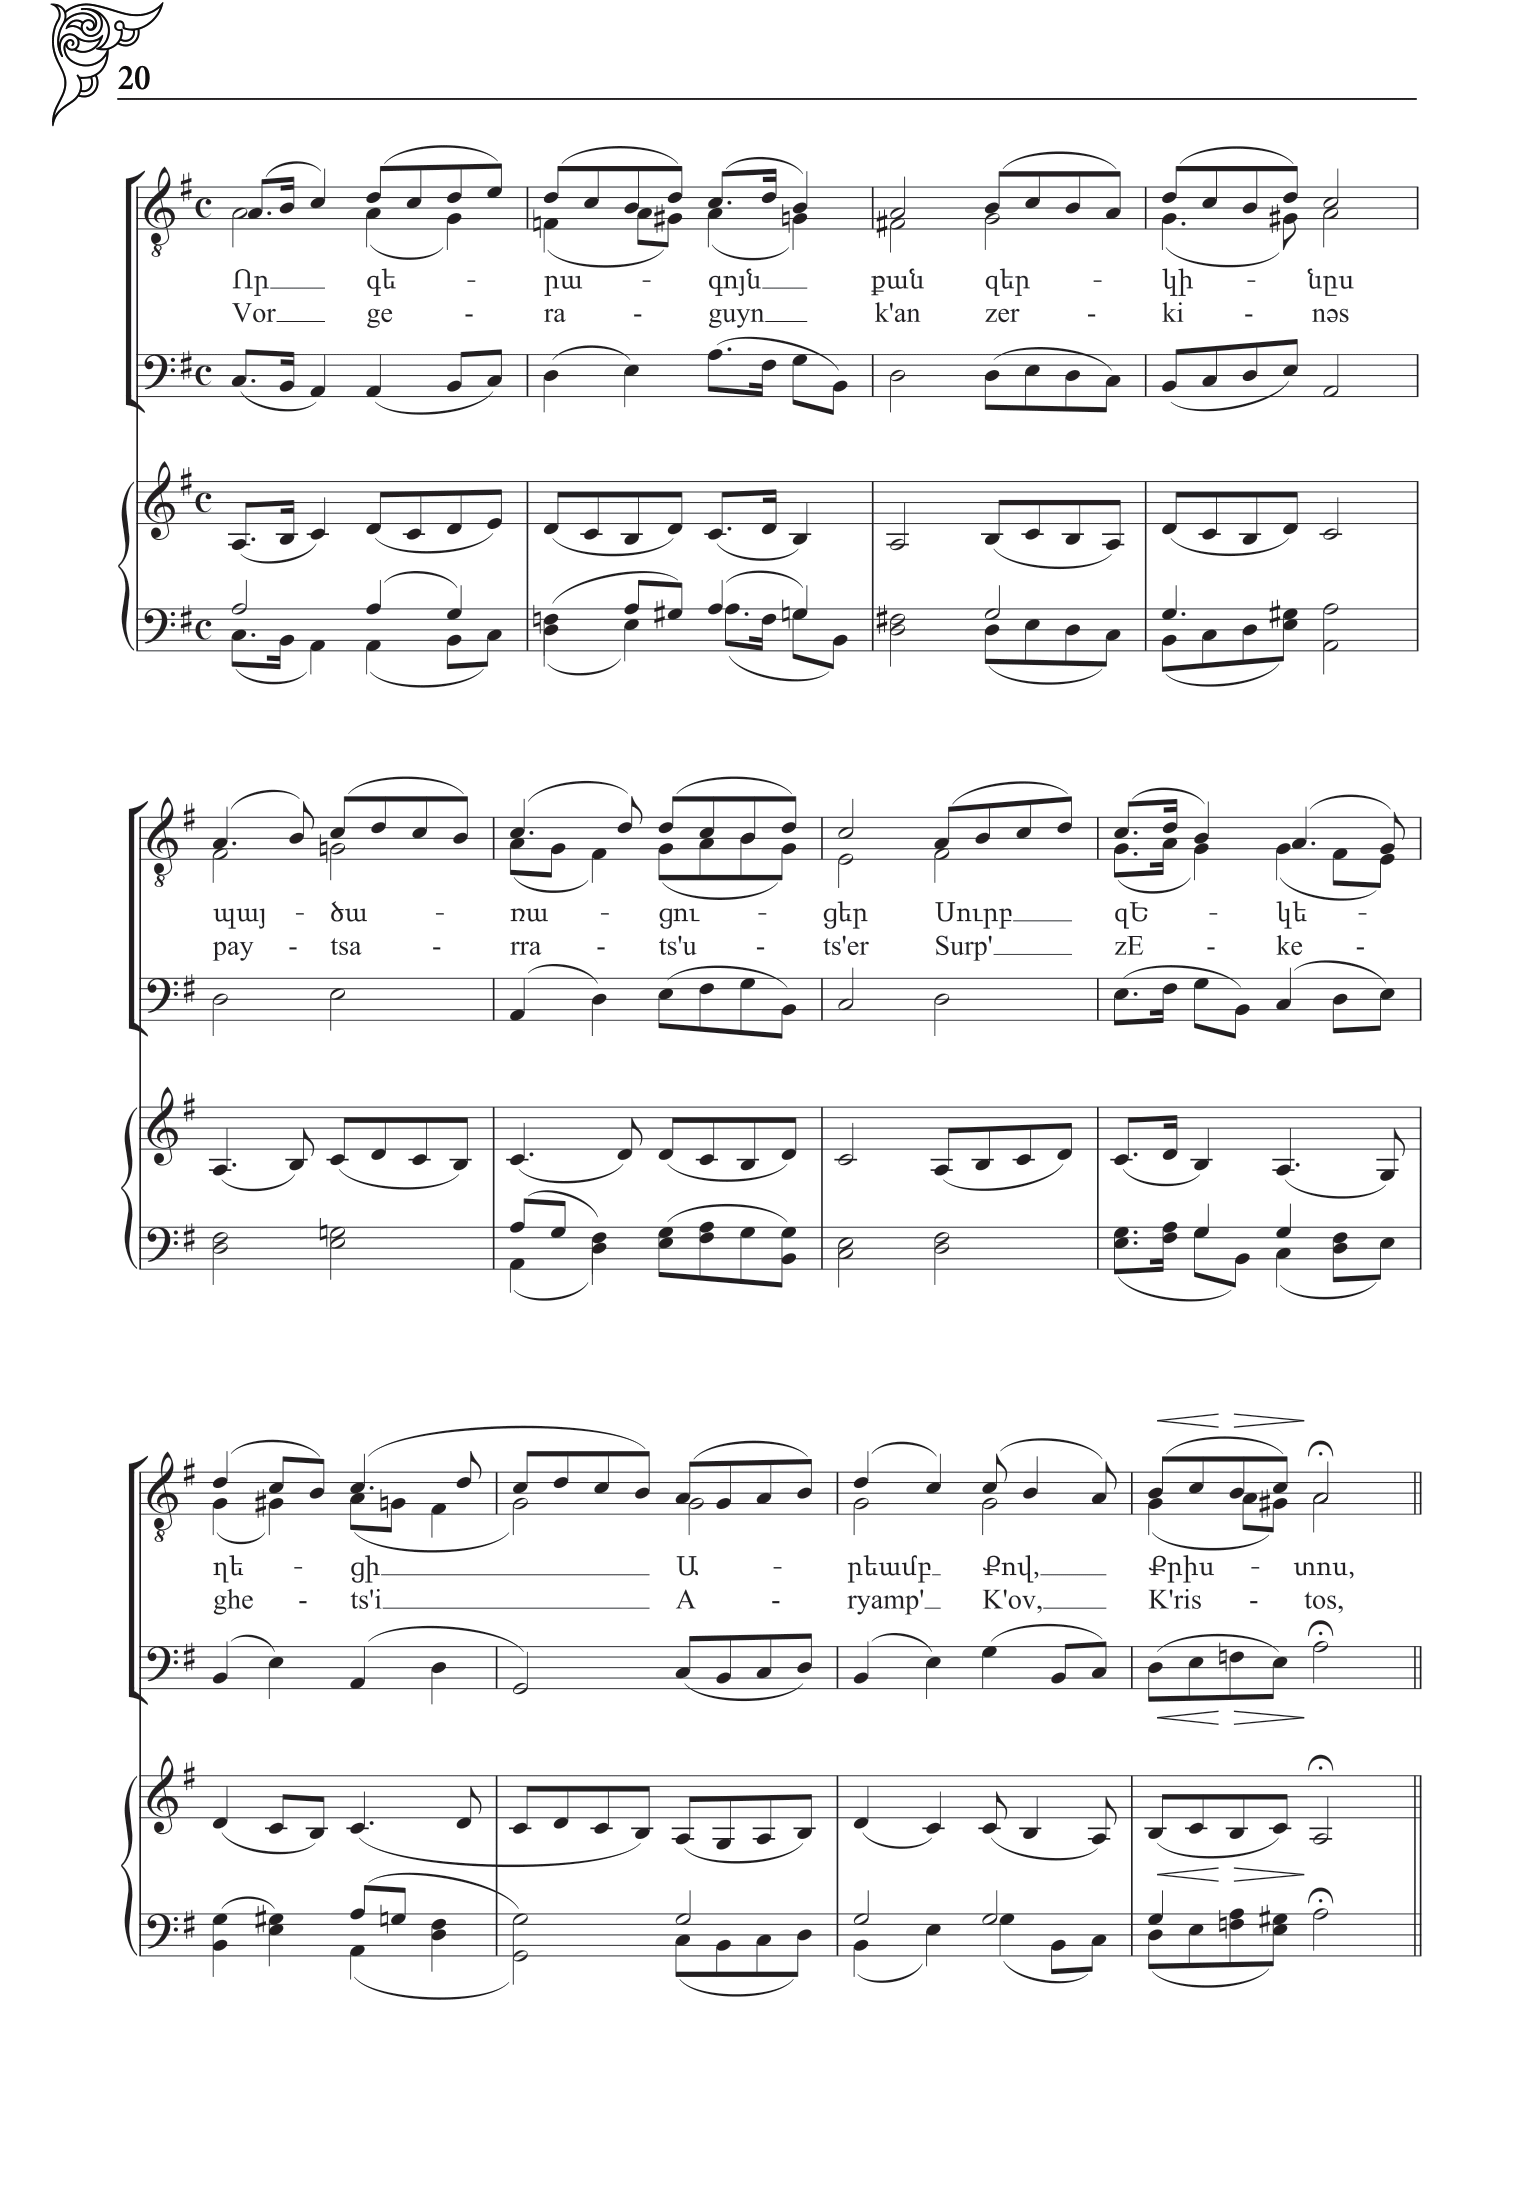 20
Որ գե - րա - գոյն քան զեր - կի - նըս
Vor ge - ra - guyn k'an zer - ki - nəs
պայ - ծա - ռա - ցու - ցեր Սուրբ զԵ - կե -
pay - tsa - rra - ts'u - ts'er Surp' zE - ke -
ղե - ցի Ա - րեամբ Քով, Քրիս - տոս,
ghe - ts'i A - ryamp' K'ov, K'ris - tos,